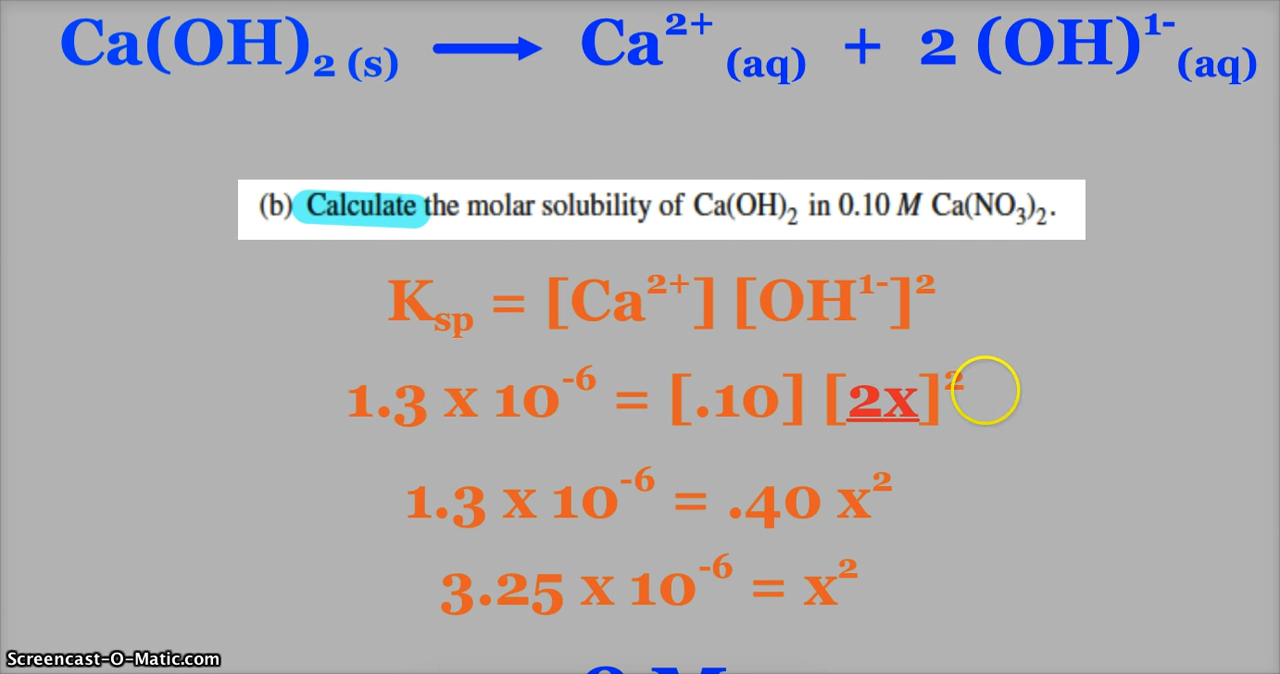 Ca(OH)₂ (s) → Ca²⁺ (aq) + 2 (OH)¹⁻ (aq)
(b) Calculate the molar solubility of Ca(OH)₂ in 0.10 M Ca(NO₃)₂.
Kₛₚ = [Ca²⁺] [OH¹⁻]²
1.3 x 10⁻⁶ = [.10] [2x]²
1.3 x 10⁻⁶ = .40 x²
3.25 x 10⁻⁶ = x²
Screencast-O-Matic.com